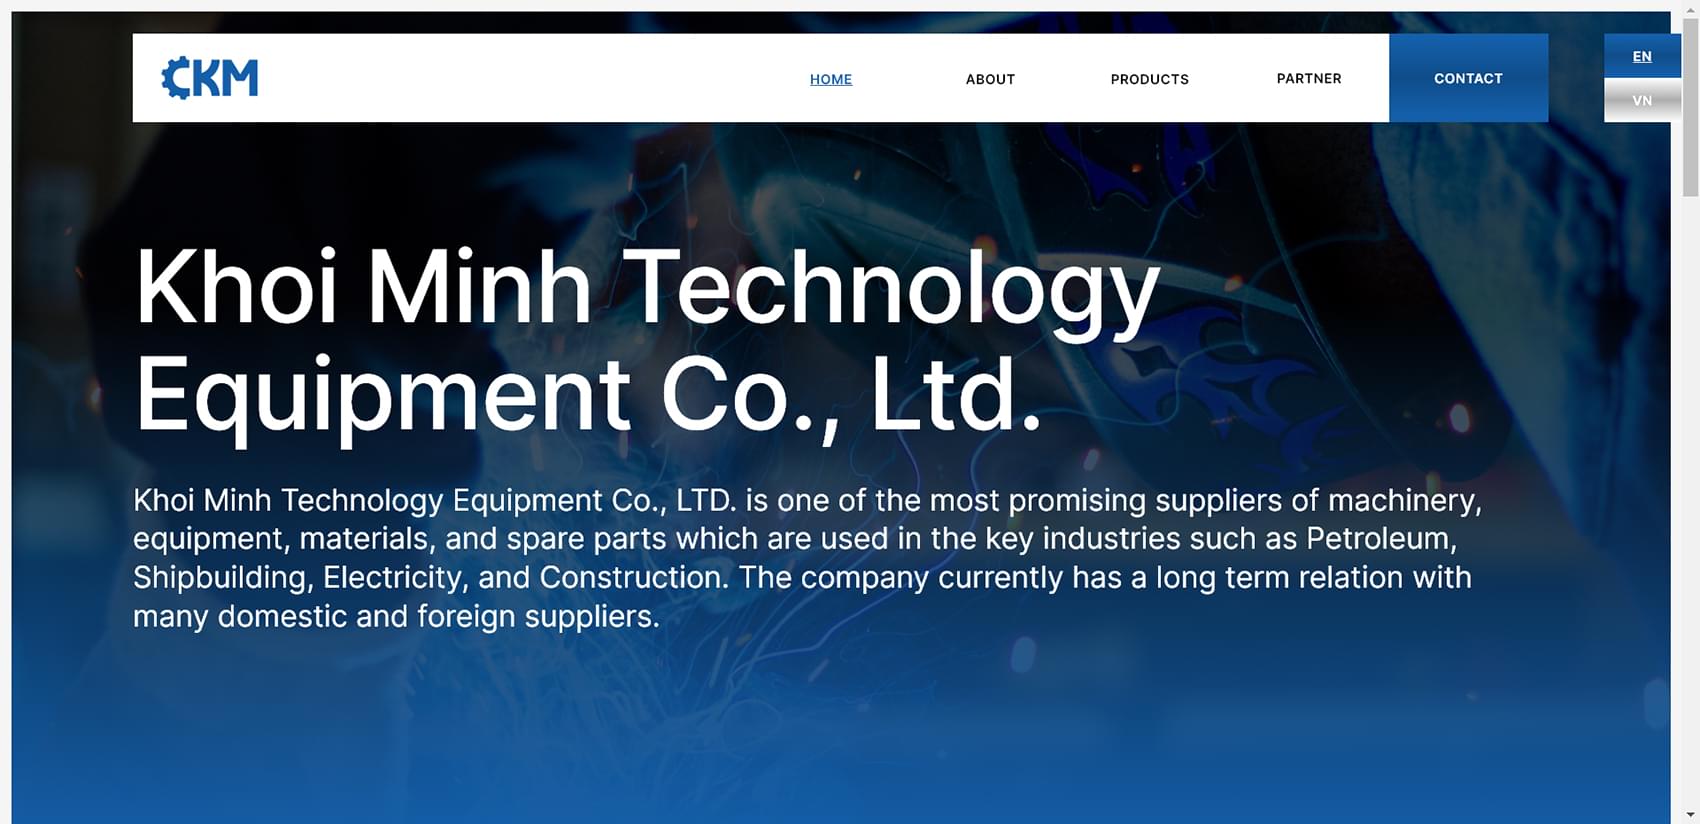 CKM
HOME
ABOUT
PRODUCTS
PARTNER
CONTACT
EN
VN
Khoi Minh Technology
Equipment Co., Ltd.
Khoi Minh Technology Equipment Co., LTD. is one of the most promising suppliers of machinery,
equipment, materials, and spare parts which are used in the key industries such as Petroleum,
Shipbuilding, Electricity, and Construction. The company currently has a long term relation with
many domestic and foreign suppliers.